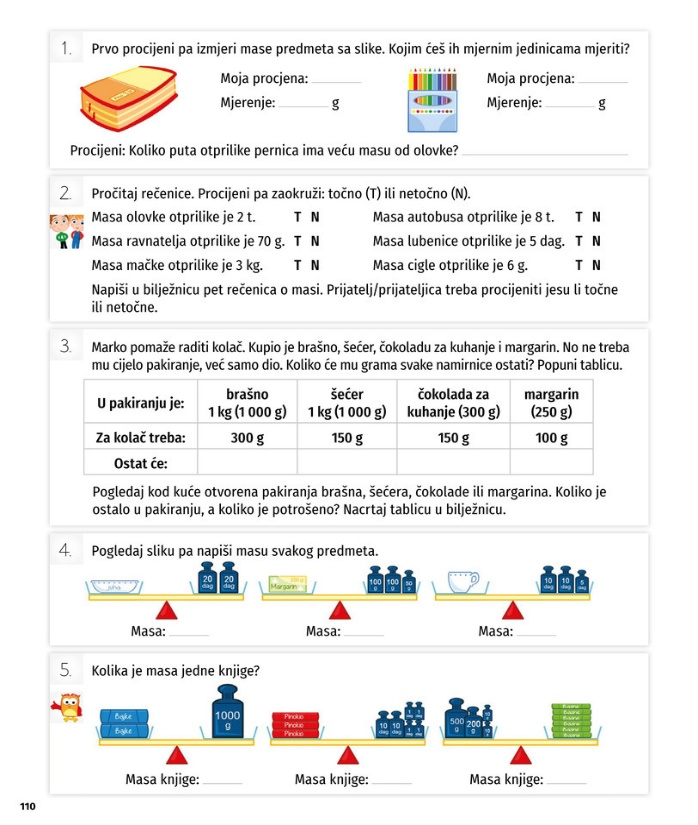 1. Prvo procijeni pa izmjeri mase predmeta sa slike. Kojim ćeš ih mjernim jedinicama mjeriti?
Moja procjena: ________ Moja procjena: ________
Mjerenje: ________ g Mjerenje: ________ g
Procijeni: Koliko puta otprilike pernica ima veću masu od olovke? ________
2. Pročitaj rečenice. Procijeni pa zaokruži: točno (T) ili netočno (N).
Masa olovke otprilike je 2 t. T N Masa autobusa otprilike je 8 t. T N
Masa ravnatelja otprilike je 70 g. T N Masa lubenice otprilike je 5 dag. T N
Masa mačke otprilike je 3 kg. T N Masa cigle otprilike je 6 g. T N
Napiši u bilježnicu pet rečenica o masi. Prijatelj/prijateljica treba procijeniti jesu li točne
ili netočne.
3. Marko pomaže raditi kolač. Kupio je brašno, šećer, čokoladu za kuhanje i margarin. No ne treba
mu cijelo pakiranje, već samo dio. Koliko će mu grama svake namirnice ostati? Popuni tablicu.
U pakiranju je: brašno 1 kg (1 000 g) šećer 1 kg (1 000 g) čokolada za kuhanje (300 g) margarin (250 g)
Za kolač treba: 300 g 150 g 150 g 100 g
Ostat će:
Pogledaj kod kuće otvorena pakiranja brašna, šećera, čokolade ili margarina. Koliko je
ostalo u pakiranju, a koliko je potrošeno? Nacrtaj tablicu u bilježnicu.
4. Pogledaj sliku pa napiši masu svakog predmeta.
20 dag 20 dag Margarin 100 g 100 g 50 g 10 dag 10 dag 5 dag
Masa: ________ Masa: ________ Masa: ________
5. Kolika je masa jedne knjige?
Bajke 1000 g Pinokio 10 dag 10 dag 500 g 200 g
Bajke Pinokio
Pinokio
Masa knjige: ________ Masa knjige: ________ Masa knjige: ________
110